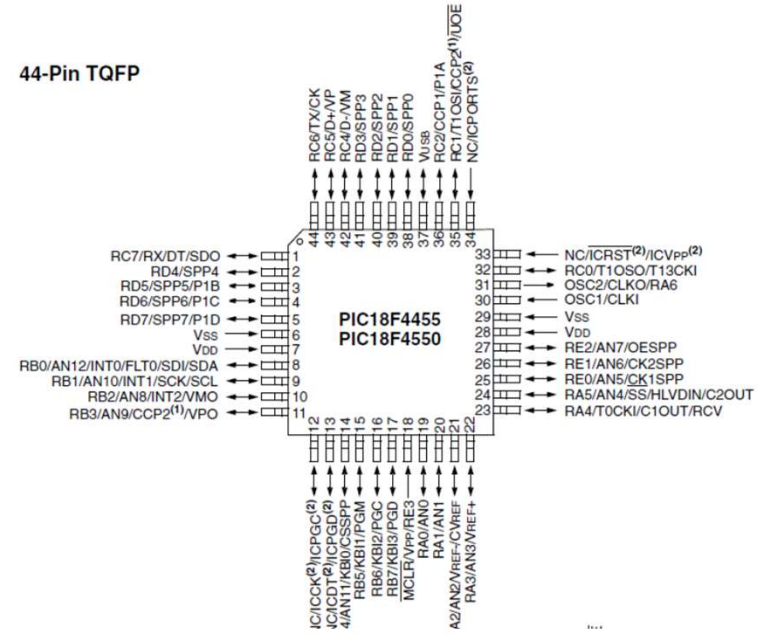 44-Pin TQFP
RC6/TX/CK
RC5/D+/VP
RC4/D-/VM
RD3/SPP3
RD2/SPP2
RD1/SPP1
RD0/SPP0
VUSB
RC2/CCP1/P1A
RC1/T1OSI/CCP2(1)/UOE
NC/ICPORTS(2)
44
43
42
41
40
39
38
37
36
35
34
RC7/RX/DT/SDO
RD4/SPP4
RD5/SPP5/P1B
RD6/SPP6/P1C
RD7/SPP7/P1D
VSS
VDD
RB0/AN12/INT0/FLT0/SDI/SDA
RB1/AN10/INT1/SCK/SCL
RB2/AN8/INT2/VMO
RB3/AN9/CCP2(1)/VPO
1
2
3
4
5
6
7
8
9
10
11
PIC18F4455
PIC18F4550
33
32
31
30
29
28
27
26
25
24
23
NC/ICRST(2)/ICVPP(2)
RC0/T1OSO/T13CKI
OSC2/CLKO/RA6
OSC1/CLKI
VSS
VDD
RE2/AN7/OESPP
RE1/AN6/CK2SPP
RE0/AN5/CK1SPP
RA5/AN4/SS/HLVDIN/C2OUT
RA4/T0CKI/C1OUT/RCV
12
13
14
15
16
17
18
19
20
21
22
NC/ICCK(2)/ICPGC(2)
NC/ICDT(2)/ICPGD(2)
4/AN11/KBI0/CSSPP
RB5/KBI1/PGM
RB6/KBI2/PGC
RB7/KBI3/PGD
MCLR/VPP/RE3
RA0/AN0
RA1/AN1
A2/AN2/VREF-/CVREF
RA3/AN3/VREF+